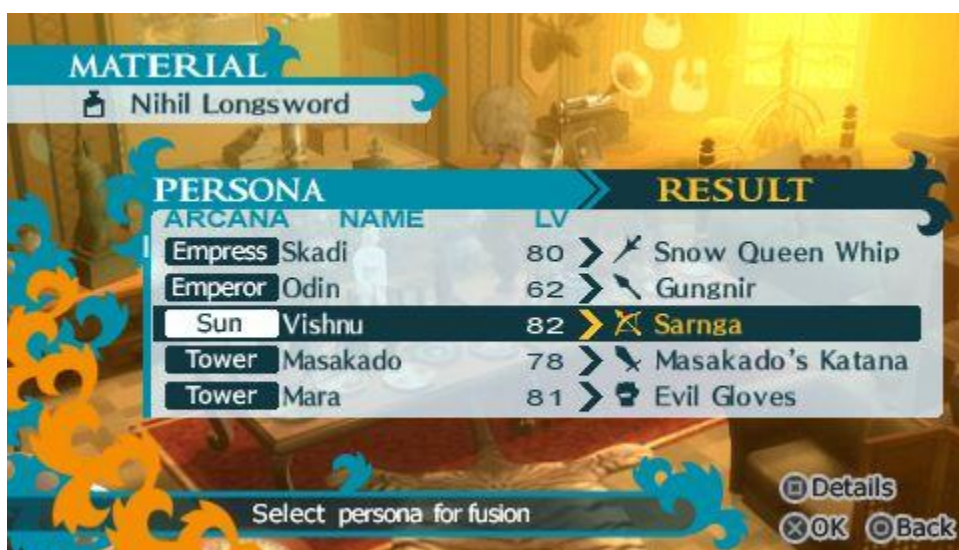 MATERIAL
Nihil Longsword
PERSONA RESULT
ARCANA NAME LV
Empress Skadi 80 Snow Queen Whip
Emperor Odin 62 Gungnir
Sun Vishnu 82 Sarnga
Tower Masakado 78 Masakado's Katana
Tower Mara 81 Evil Gloves
Details
Select persona for fusion
OK Back